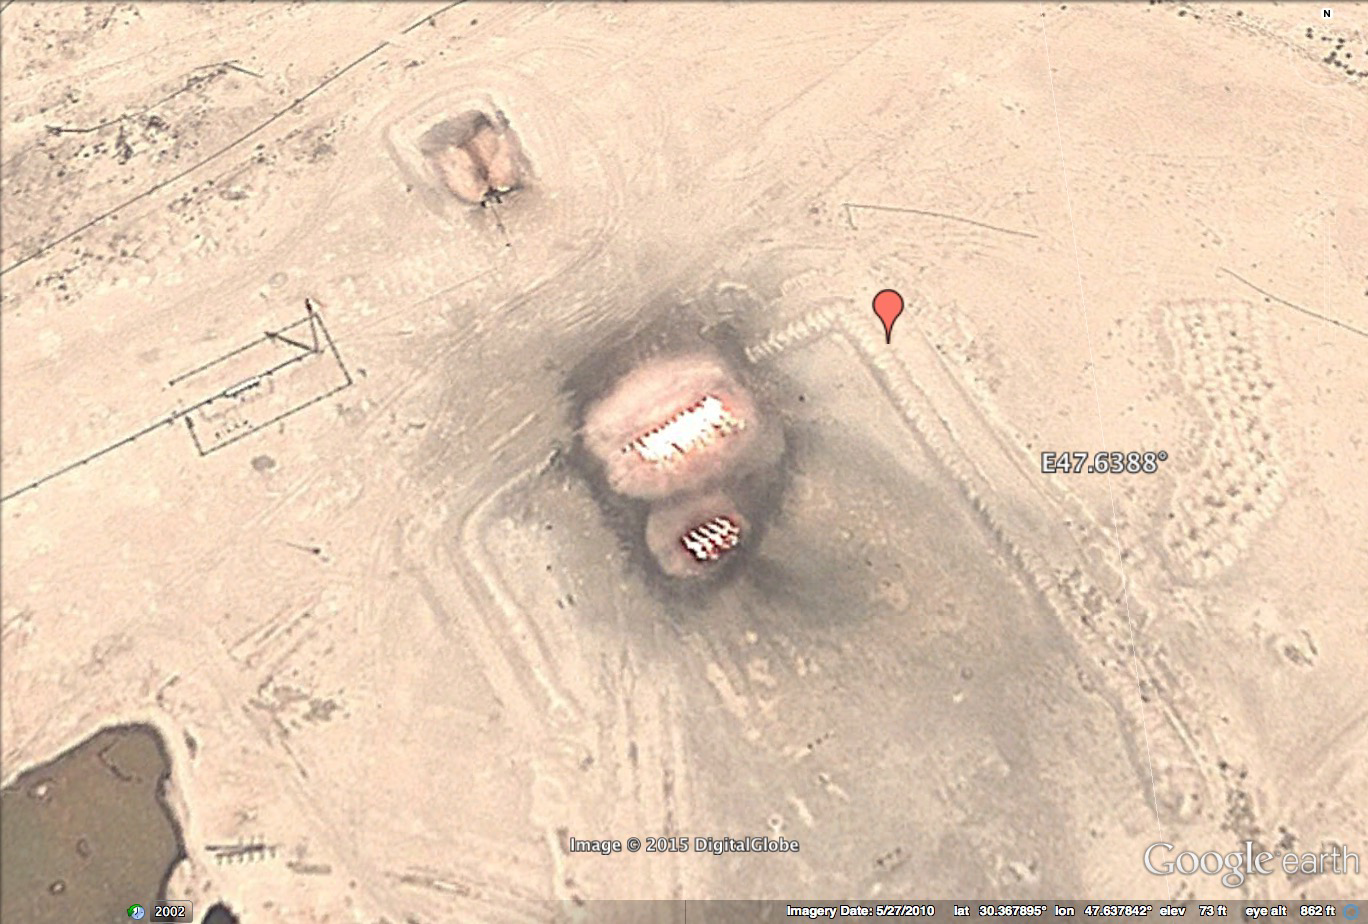 N
E47.6388°
Image © 2015 DigitalGlobe
Google earth
2002
Imagery Date: 5/27/2010 lat 30.367895° lon 47.637842° elev 73 ft eye alt 862 ft